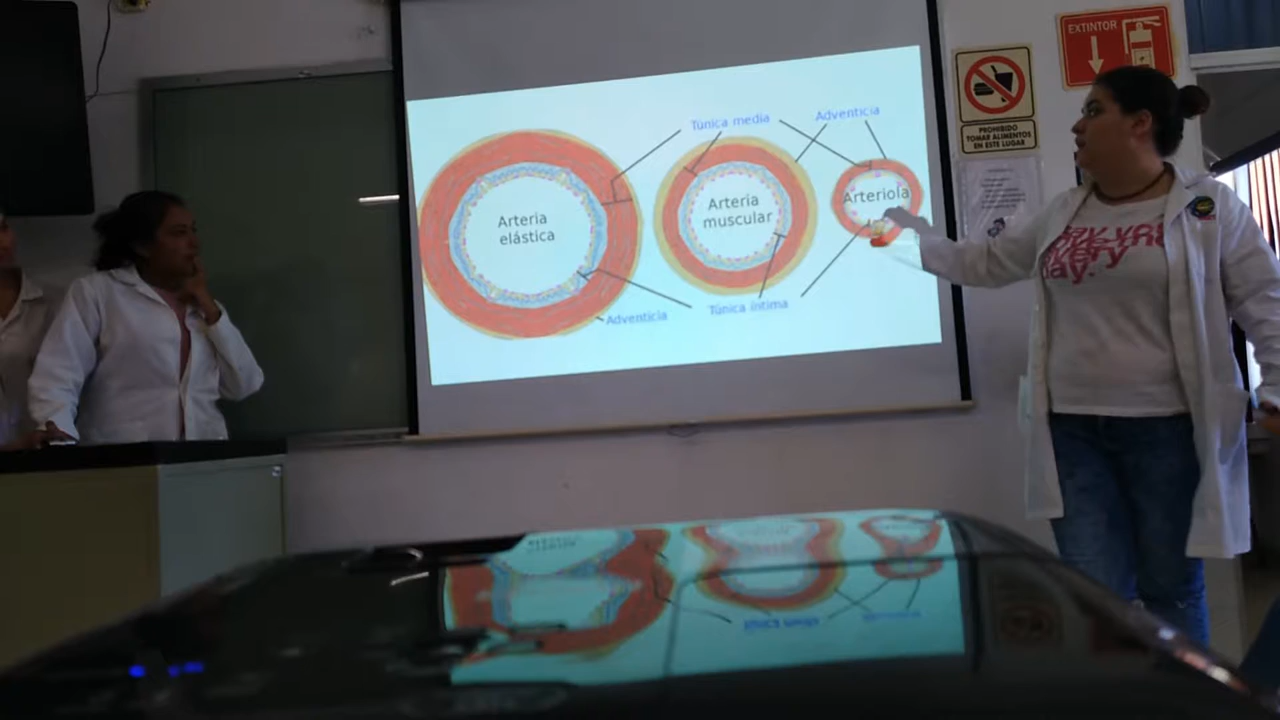 Túnica media
Adventicia
Arteria
elástica
Arteria
muscular
Arteriola
Adventicia
Túnica íntima
EXTINTOR
PROHIBIDO
TOMAR ALIMENTOS
EN ESTE LUGAR